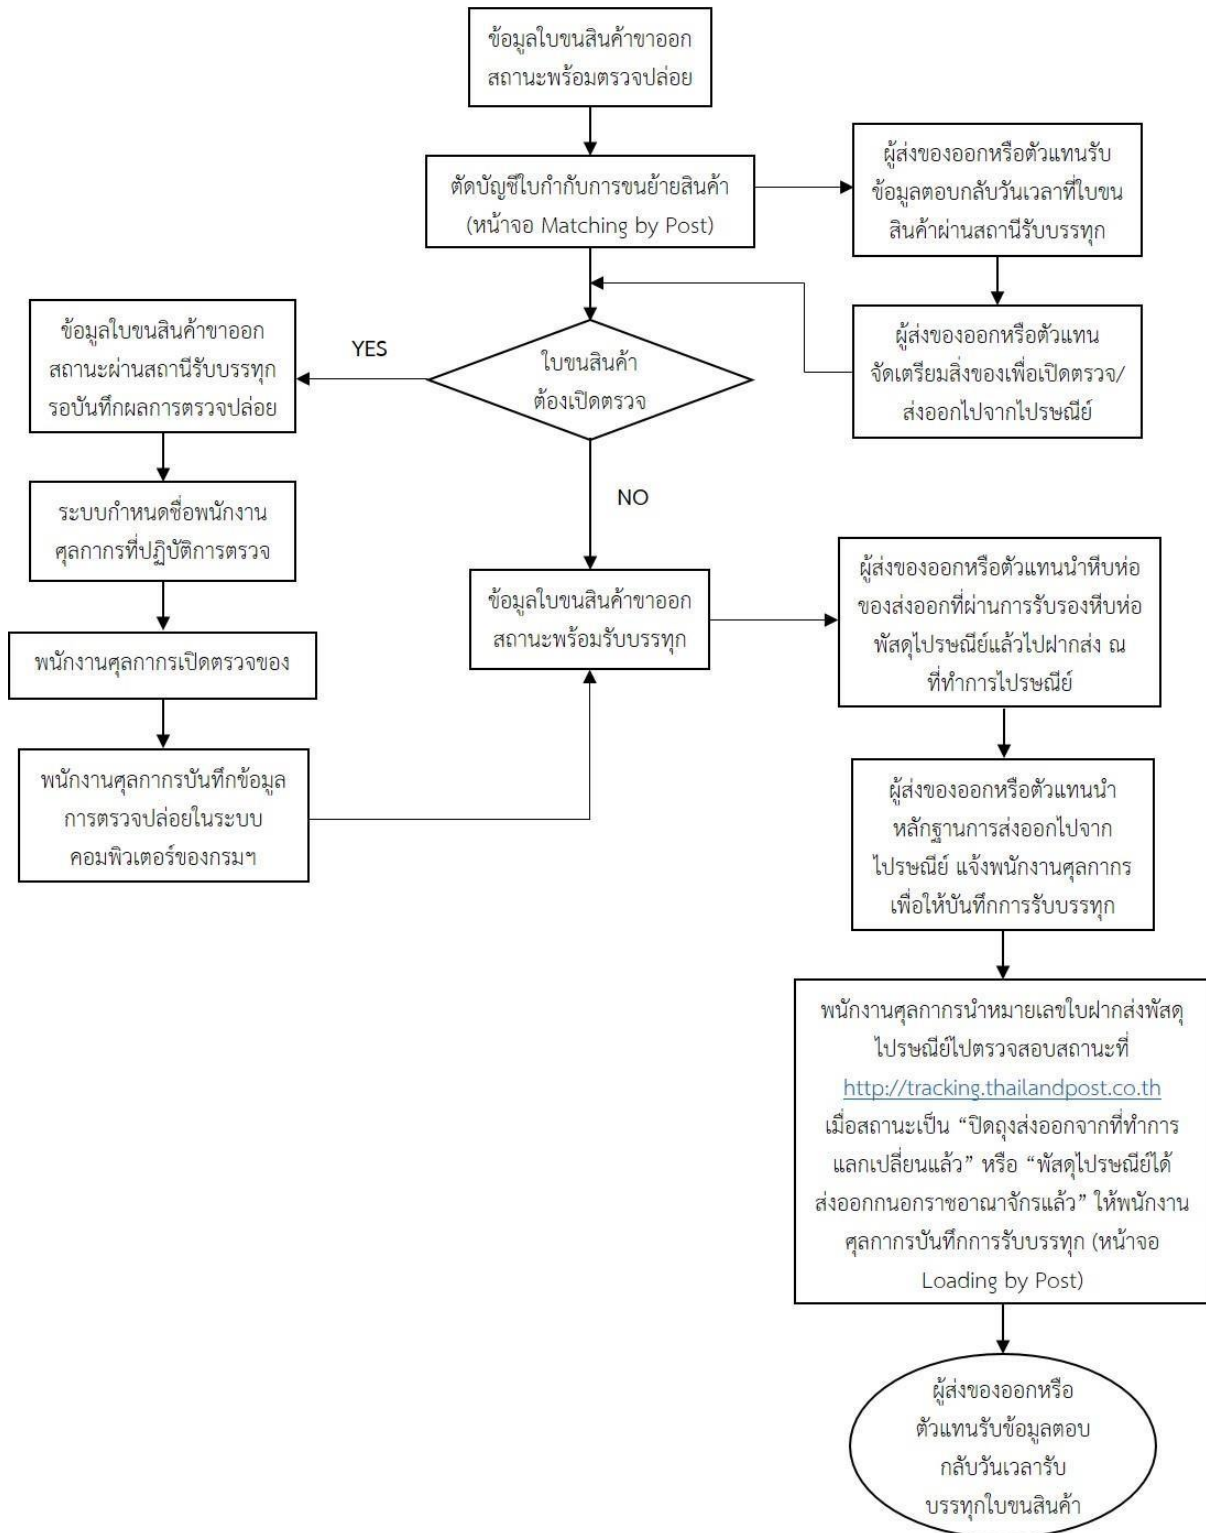 ข้อมูลใบขนสินค้าขาออก
สถานะพร้อมตรวจปล่อย
ตัดบัญชีใบกำกับการขนย้ายสินค้า
(หน้าจอ Matching by Post)
ผู้ส่งของออกหรือตัวแทนรับ
ข้อมูลตอบกลับวันเวลาที่ใบขน
สินค้าผ่านสถานีรับบรรทุก
ผู้ส่งของออกหรือตัวแทน
จัดเตรียมสิ่งของเพื่อเปิดตรวจ/
ส่งออกไปจากไปรษณีย์
ใบขนสินค้า
ต้องเปิดตรวจ
YES
ข้อมูลใบขนสินค้าขาออก
สถานะผ่านสถานีรับบรรทุก
รอบันทึกผลการตรวจปล่อย
ระบบกำหนดชื่อพนักงาน
ศุลกากรที่ปฏิบัติการตรวจ
พนักงานศุลกากรเปิดตรวจของ
พนักงานศุลกากรบันทึกข้อมูล
การตรวจปล่อยในระบบ
คอมพิวเตอร์ของกรมฯ
NO
ข้อมูลใบขนสินค้าขาออก
สถานะพร้อมรับบรรทุก
ผู้ส่งของออกหรือตัวแทนนำหีบห่อ
ของส่งออกที่ผ่านการรับรองหีบห่อ
พัสดุไปรษณีย์แล้วไปฝากส่ง ณ
ที่ทำการไปรษณีย์
ผู้ส่งของออกหรือตัวแทนนำ
หลักฐานการส่งออกไปจาก
ไปรษณีย์ แจ้งพนักงานศุลกากร
เพื่อให้บันทึกการรับบรรทุก
พนักงานศุลกากรนำหมายเลขใบฝากส่งพัสดุ
ไปรษณีย์ไปตรวจสอบสถานะที่
http://tracking.thailandpost.co.th
เมื่อสถานะเป็น “ปิดถุงส่งออกจากที่ทำการ
แลกเปลี่ยนแล้ว” หรือ “พัสดุไปรษณีย์ได้
ส่งออกกนอกราชอาณาจักรแล้ว” ให้พนักงาน
ศุลกากรบันทึกการรับบรรทุก (หน้าจอ
Loading by Post)
ผู้ส่งของออกหรือ
ตัวแทนรับข้อมูลตอบ
กลับวันเวลารับ
บรรทุกใบขนสินค้า